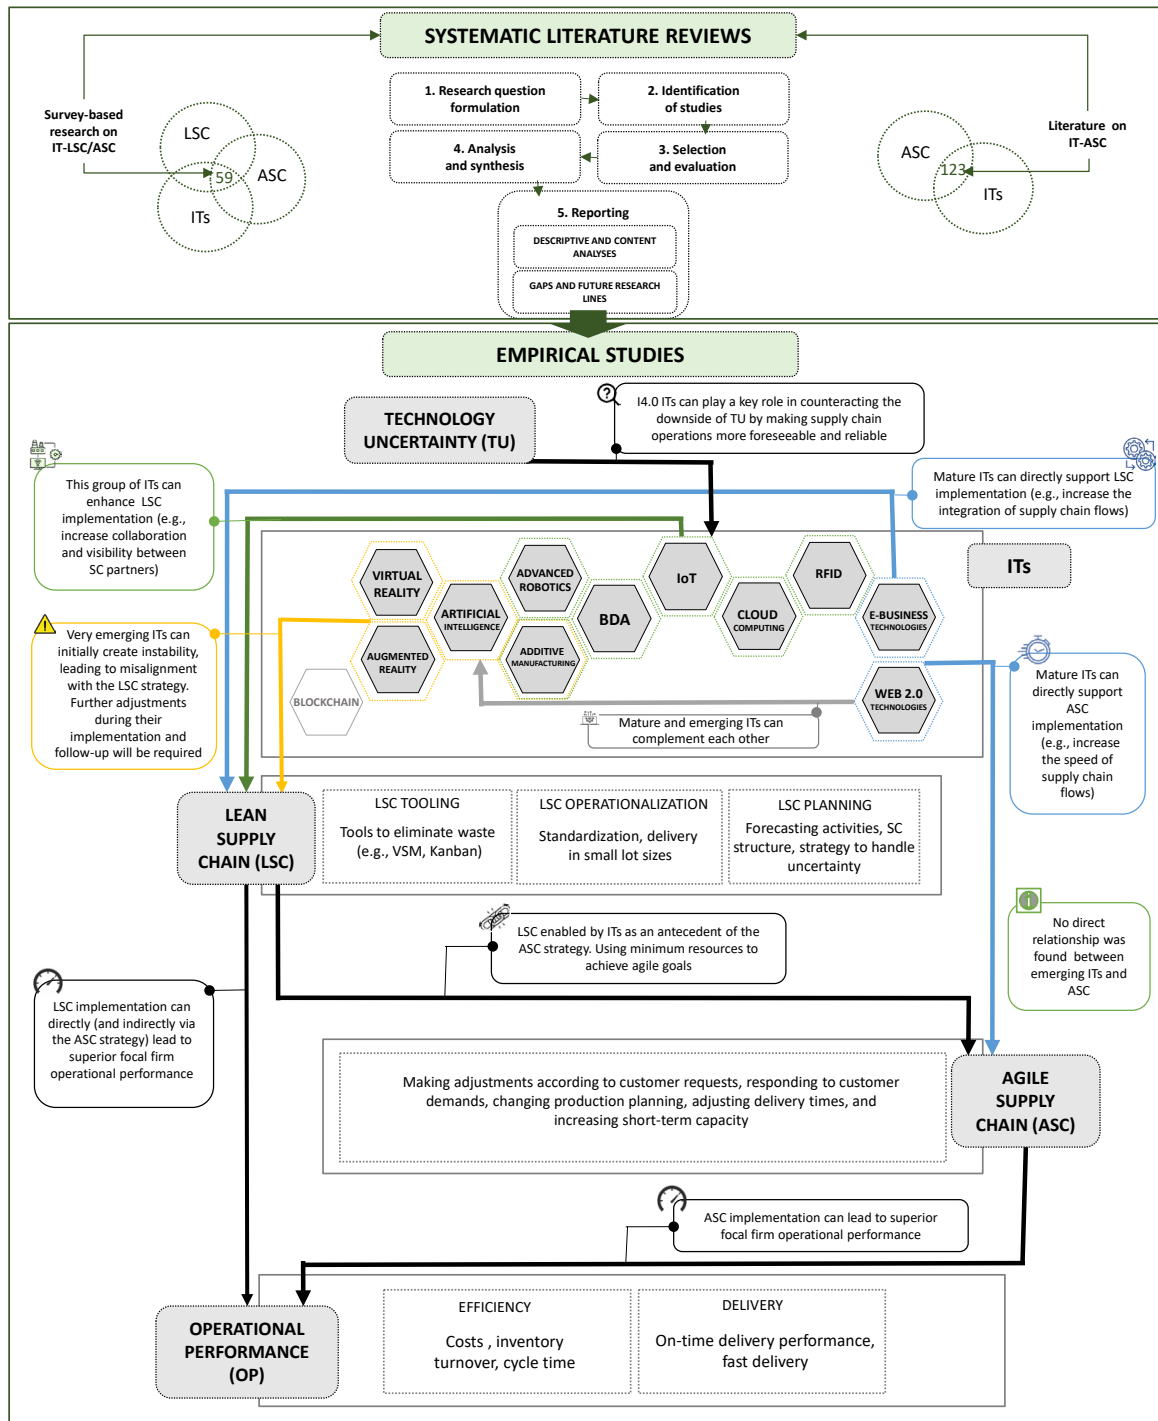 SYSTEMATIC LITERATURE REVIEWS
Survey-based
research on
IT-LSC/ASC
LSC
59
ASC
ITs
1. Research question
formulation
2. Identification
of studies
4. Analysis
and synthesis
3. Selection
and evaluation
5. Reporting
DESCRIPTIVE AND CONTENT
ANALYSES
GAPS AND FUTURE RESEARCH
LINES
ASC
123
ITs
Literature on
IT-ASC
EMPIRICAL STUDIES
TECHNOLOGY
UNCERTAINTY (TU)
I4.0 ITs can play a key role in counteracting the
downside of TU by making supply chain
operations more foreseeable and reliable
This group of ITs can
enhance LSC
implementation (e.g.,
increase collaboration
and visibility between
SC partners)
Mature ITs can directly support LSC
implementation (e.g., increase the
integration of supply chain flows)
ITs
VIRTUAL
REALITY
ARTIFICIAL
INTELLIGENCE
ADVANCED
ROBOTICS
BDA
IoT
CLOUD
COMPUTING
RFID
E-BUSINESS
TECHNOLOGIES
AUGMENTED
REALITY
ADDITIVE
MANUFACTURING
WEB 2.0
TECHNOLOGIES
BLOCKCHAIN
Mature and emerging ITs can
complement each other
Very emerging ITs can
initially create instability,
leading to misalignment
with the LSC strategy.
Further adjustments
during their
implementation and
follow-up will be required
Mature ITs can
directly support
ASC
implementation
(e.g., increase
the speed of
supply chain
flows)
LEAN
SUPPLY
CHAIN (LSC)
LSC TOOLING
Tools to eliminate waste
(e.g., VSM, Kanban)
LSC OPERATIONALIZATION
Standardization, delivery
in small lot sizes
LSC PLANNING
Forecasting activities, SC
structure, strategy to handle
uncertainty
LSC enabled by ITs as an antecedent of the
ASC strategy. Using minimum resources to
achieve agile goals
No direct
relationship was
found between
emerging ITs and
ASC
LSC implementation can
directly (and indirectly via
the ASC strategy) lead to
superior focal firm
operational performance
Making adjustments according to customer requests, responding to customer
demands, changing production planning, adjusting delivery times, and
increasing short-term capacity
AGILE
SUPPLY
CHAIN (ASC)
ASC implementation can lead to superior
focal firm operational performance
OPERATIONAL
PERFORMANCE
(OP)
EFFICIENCY
Costs , inventory
turnover, cycle time
DELIVERY
On-time delivery performance,
fast delivery